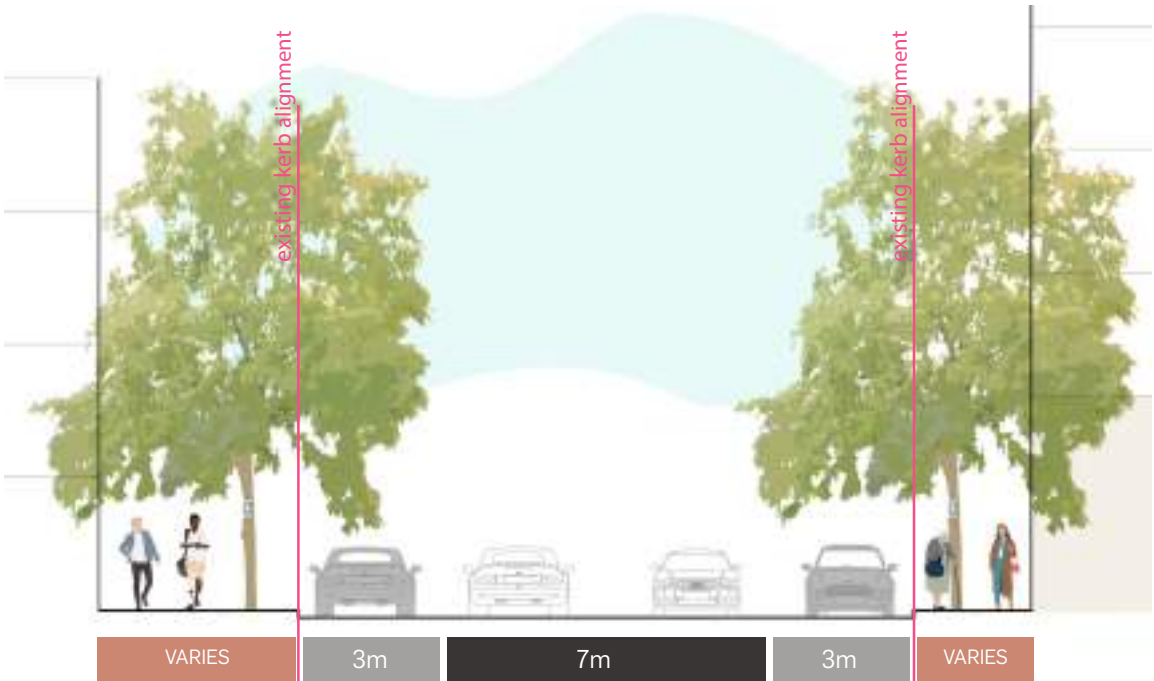 existing kerb alignment
existing kerb alignment
VARIES
3m
7m
3m
VARIES